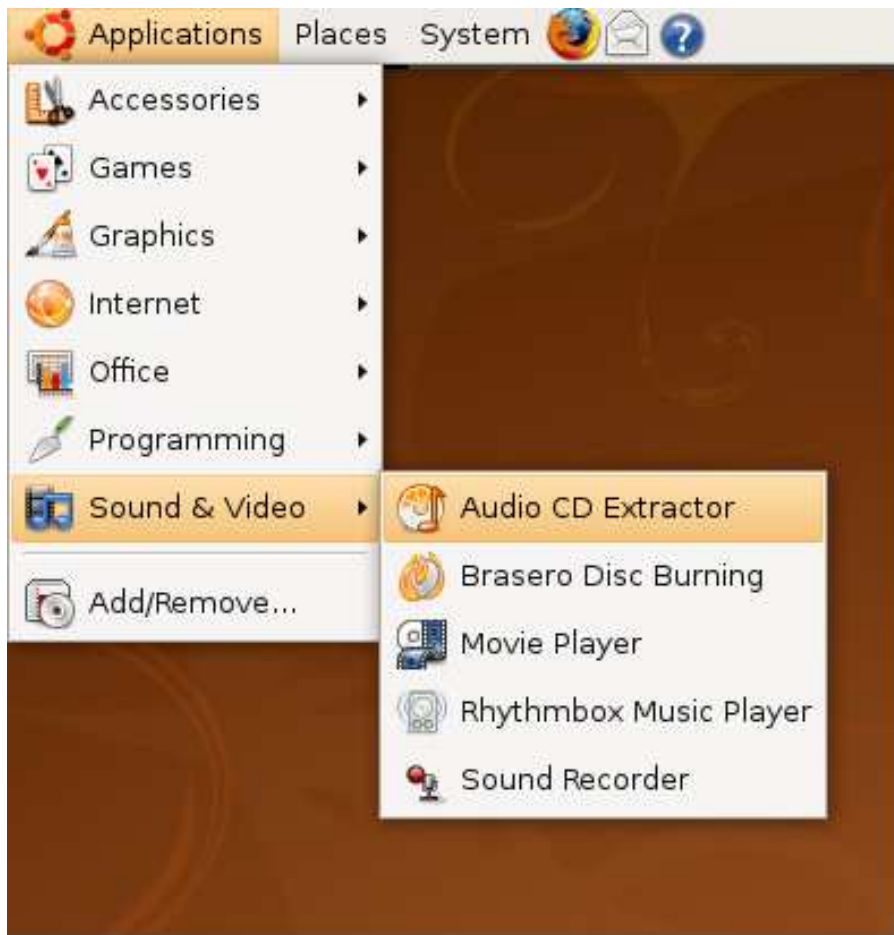 Applications Places System
Accessories
Games
Graphics
Internet
Office
Programming
Sound & Video
Add/Remove...
Audio CD Extractor
Brasero Disc Burning
Movie Player
Rhythmbox Music Player
Sound Recorder